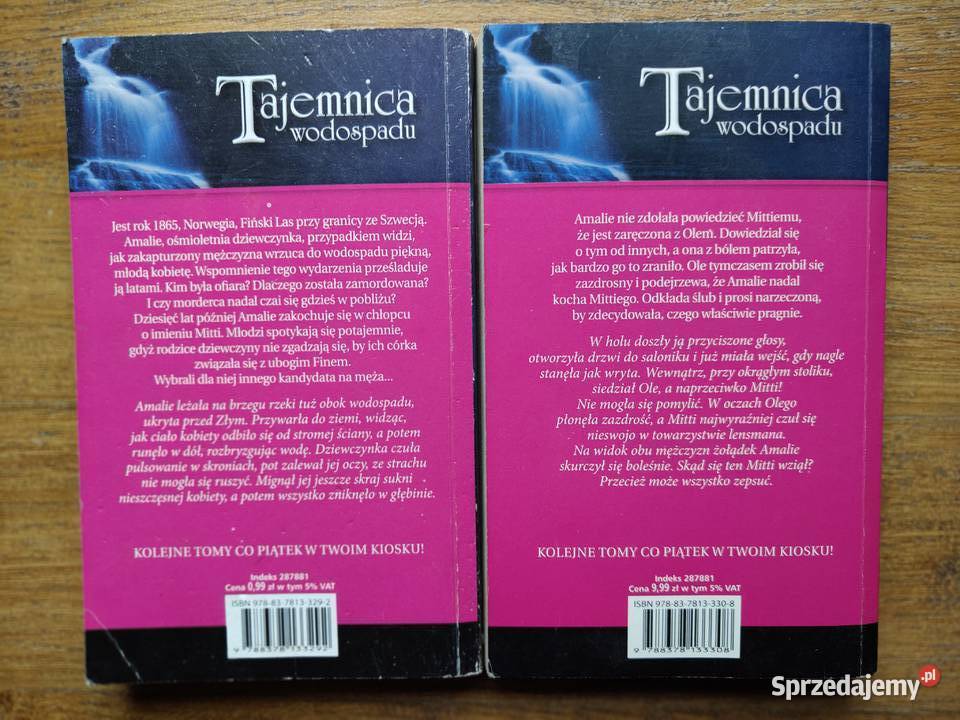 Tajemnica
wodospadu
Jest rok 1865, Norwegia, Fiński Las przy granicy ze Szwecją.
Amalie, ośmioletnia dziewczynka, przypadkiem widzi,
jak zakapturzony mężczyzna wrzuca do wodospadu piękną,
młodą kobietę. Wspomnienie tego wydarzenia prześladuje
ją latami. Kim była ofiara? Dlaczego została zamordowana?
I czy morderca nadal czai się gdzieś w pobliżu?
Dziesięć lat później Amalie zakochuje się w chłopcu
o imieniu Mitti. Młodzi spotykają się potajemnie,
gdyż rodzice dziewczyny nie zgadzają się, by ich córka
związała się z ubogim Finem.
Wybrali dla niej innego kandydata na męża...
Amalie leżała na brzegu rzeki tuż obok wodospadu,
ukryta przed Złym. Przywarła do ziemi, widząc,
jak ciało kobiety odbiło się od stromej ściany, a potem
runęło w dół, rozbryzgując wodę. Dziewczynka czuła
pulsowanie w skroniach, pot zalewał jej oczy, ze strachu
nie mogła się ruszyć. Mignął jej jeszcze skraj sukni
nieszczęsnej kobiety, a potem wszystko zniknęło w głębinie.
KOLEJNE TOMY CO PIĄTEK W TWOIM KIOSKU!
Indeks 287881
Cena 0,99 zł w tym 5% VAT
ISBN 978-83-7813-329-2
9 788378 133292
Tajemnica
wodospadu
Amalie nie zdołała powiedzieć Mittiemu,
że jest zaręczona z Olem. Dowiedział się
o tym od innych, a ona z bólem patrzyła,
jak bardzo go to zraniło. Ole tymczasem zrobił się
zazdrosny i podejrzewa, że Amalie nadal
kocha Mittiego. Odkłada ślub i prosi narzeczoną,
by zdecydowała, czego właściwie pragnie.
W holu doszły ją przyciszone głosy,
otworzyła drzwi do saloniku i już miała wejść, gdy nagle
stanęła jak wryta. Wewnątrz, przy okrągłym stoliku,
siedział Ole, a naprzeciwko Mitti!
Nie mogła się pomylić. W oczach Olego
płonęła zazdrość, a Mitti najwyraźniej czuł się
nieswojo w towarzystwie lensmana.
Na widok obu mężczyzn żołądek Amalie
skurczył się boleśnie. Skąd się ten Mitti wziął?
Przecież może wszystko zepsuć.
KOLEJNE TOMY CO PIĄTEK W TWOIM KIOSKU!
Indeks 287881
Cena 9,99 zł w tym 5% VAT
ISBN 978-83-7813-330-8
9 788378 133308
Sprzedajemy.pl